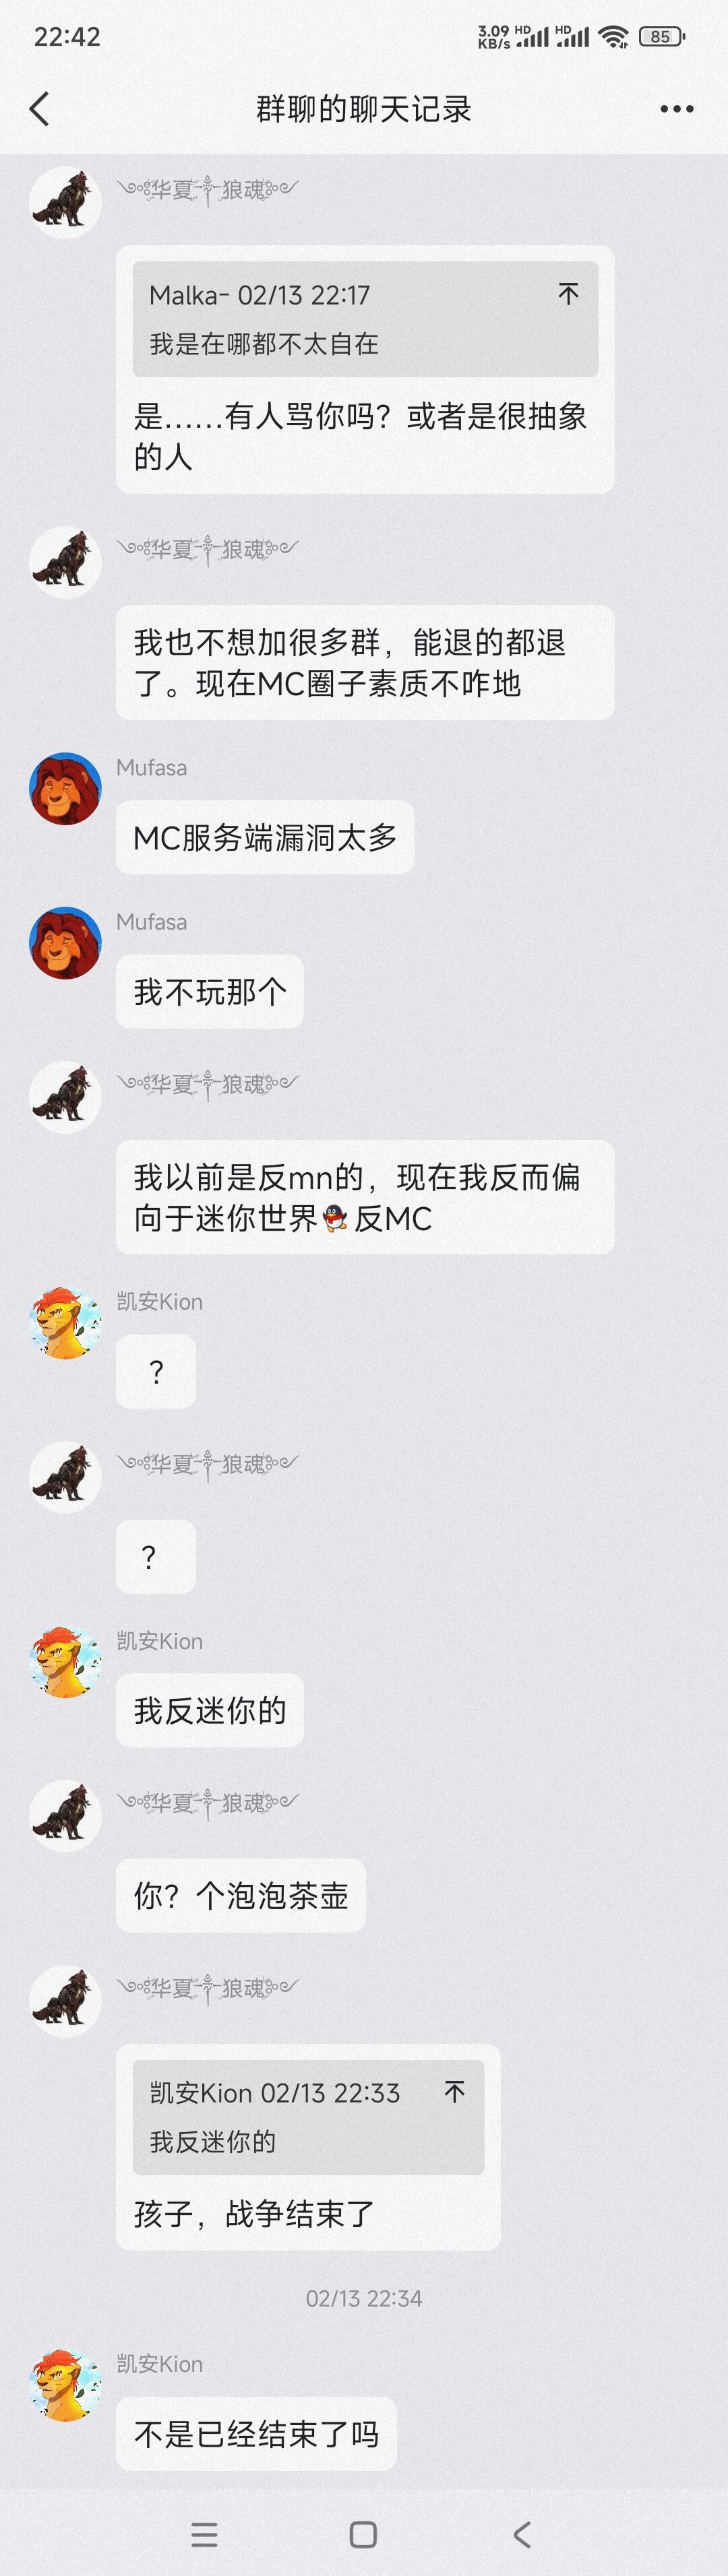 22:42
3.09 KB/s HD HD 85
群聊的聊天记录
华夏 狼魂
Malka- 02/13 22:17
我是在哪都不太自在
是……有人骂你吗？或者是很抽象
的人
华夏 狼魂
我也不想加很多群，能退的都退
了。现在MC圈子素质不咋地
Mufasa
MC服务端漏洞太多
Mufasa
我不玩那个
华夏 狼魂
我以前是反mn的，现在我反而偏
向于迷你世界🐧反MC
凯安Kion
？
华夏 狼魂
？
凯安Kion
我反迷你的
华夏 狼魂
你？个泡泡茶壶
华夏 狼魂
凯安Kion 02/13 22:33
我反迷你的
孩子，战争结束了
02/13 22:34
凯安Kion
不是已经结束了吗